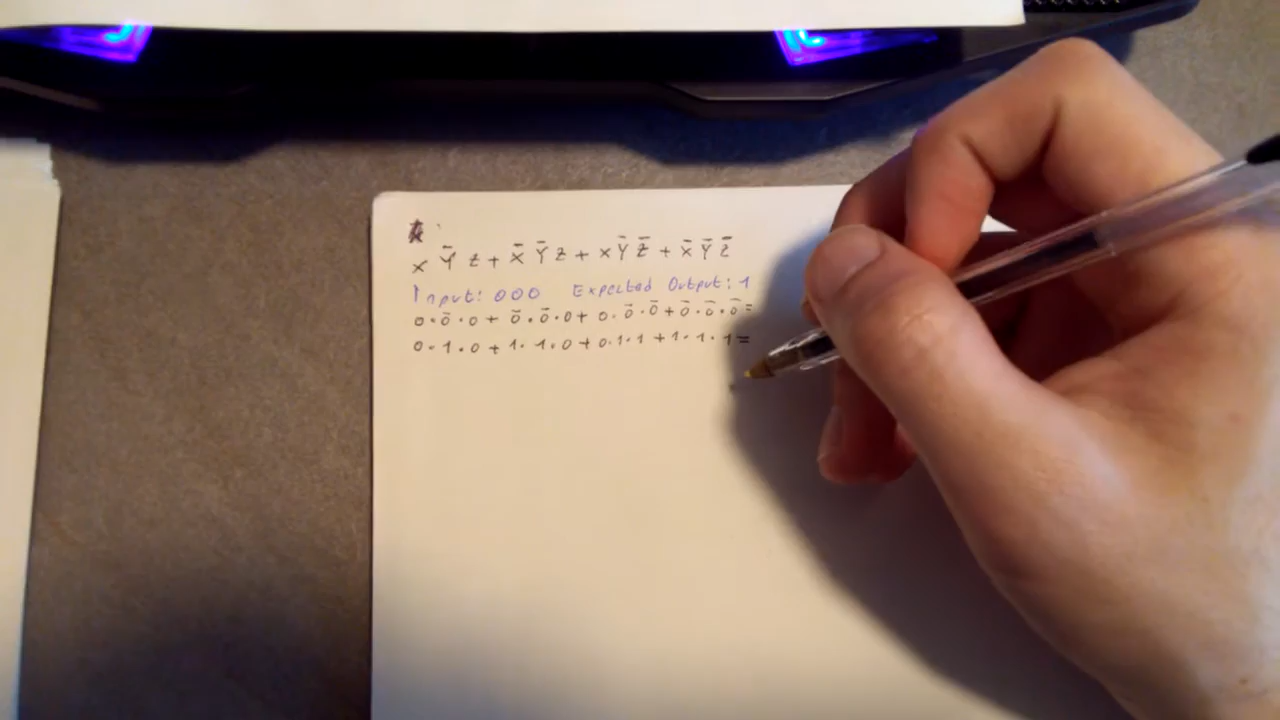 x Ȳ z + x̄ Ȳ z + x Ȳ z̄ + x̄ Ȳ z̄
Input: 000 Expected Output: 1
0·0̄·0 + 0̄·0̄·0 + 0·0̄·0̄ + 0̄·0̄·0̄ =
0·1·0 + 1·1·0 + 0·1·1 + 1·1·1 =